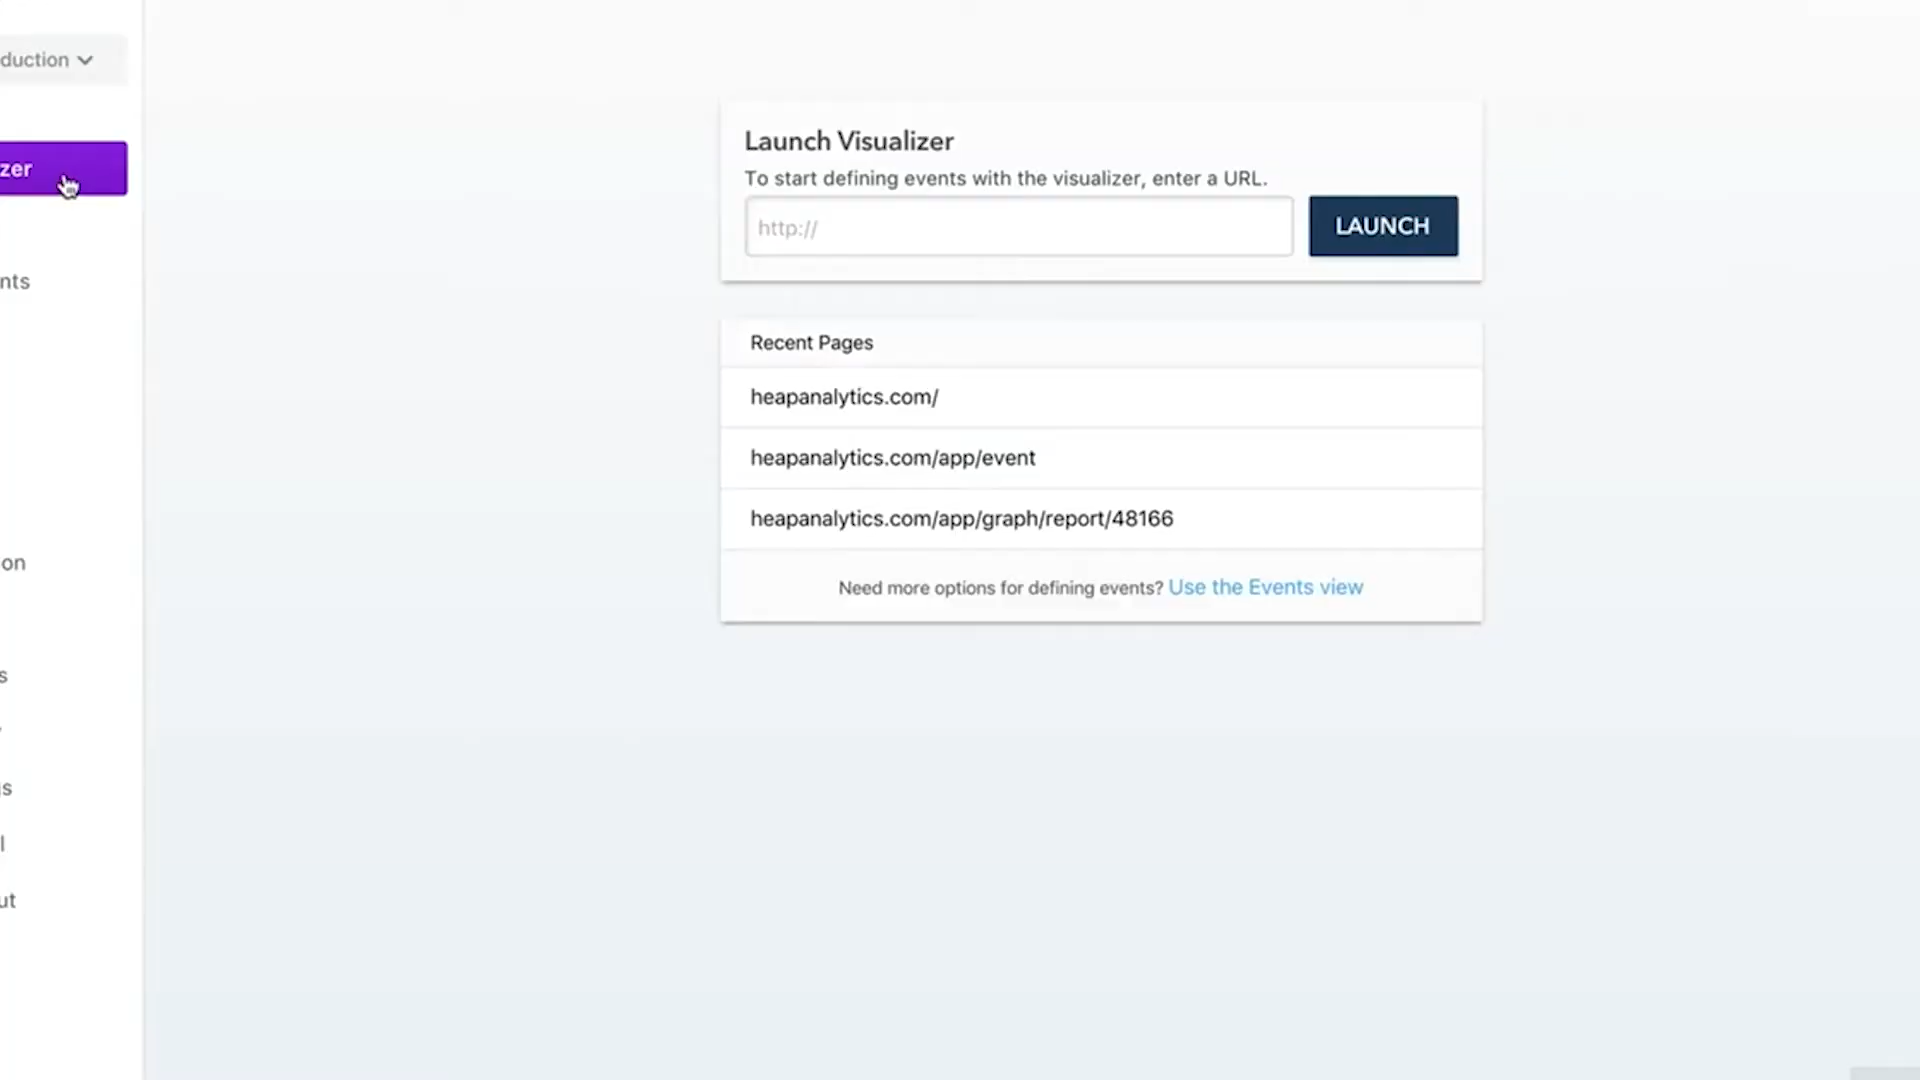 duction
zer
nts
on
s
s
l
ut
Launch Visualizer
To start defining events with the visualizer, enter a URL.
http://
LAUNCH
Recent Pages
heapanalytics.com/
heapanalytics.com/app/event
heapanalytics.com/app/graph/report/48166
Need more options for defining events? Use the Events view